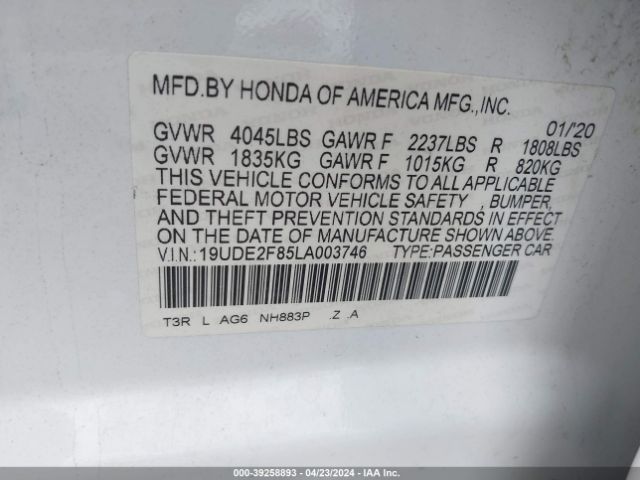 MFD.BY HONDA OF AMERICA MFG.,INC.
01/'20
GVWR 4045LBS GAWR F 2237LBS R 1808LBS
GVWR 1835KG GAWR F 1015KG R 820KG
THIS VEHICLE CONFORMS TO ALL APPLICABLE
FEDERAL MOTOR VEHICLE SAFETY , BUMPER,
AND THEFT PREVENTION STANDARDS IN EFFECT
ON THE DATE OF MANUFACTURE SHOWN ABOVE.
V.I.N.:19UDE2F85LA003746 TYPE:PASSENGER CAR
T3R L AG6 NH883P .Z .A
000-39258893 / 04/23/2024 - IAA Inc.